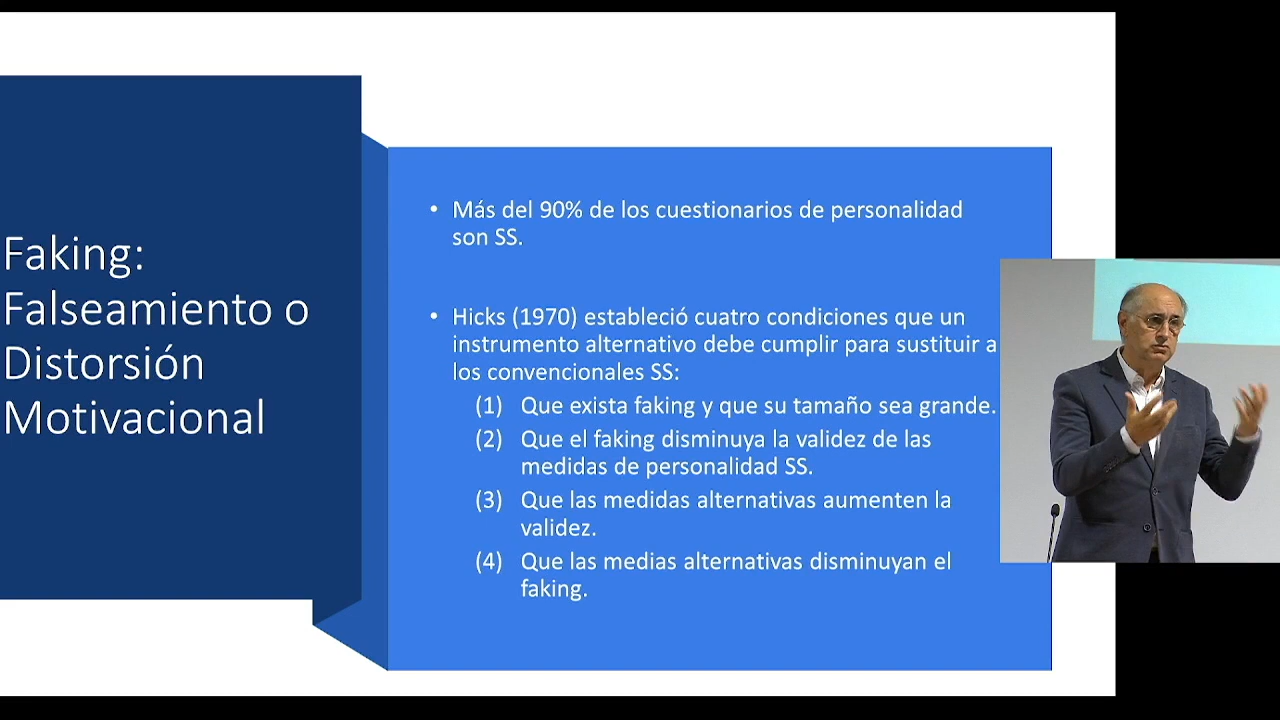 Faking:
Falseamiento o
Distorsión
Motivacional
• Más del 90% de los cuestionarios de personalidad
son SS.
• Hicks (1970) estableció cuatro condiciones que un
instrumento alternativo debe cumplir para sustituir a
los convencionales SS:
(1) Que exista faking y que su tamaño sea grande.
(2) Que el faking disminuya la validez de las
medidas de personalidad SS.
(3) Que las medidas alternativas aumenten la
validez.
(4) Que las medias alternativas disminuyan el
faking.